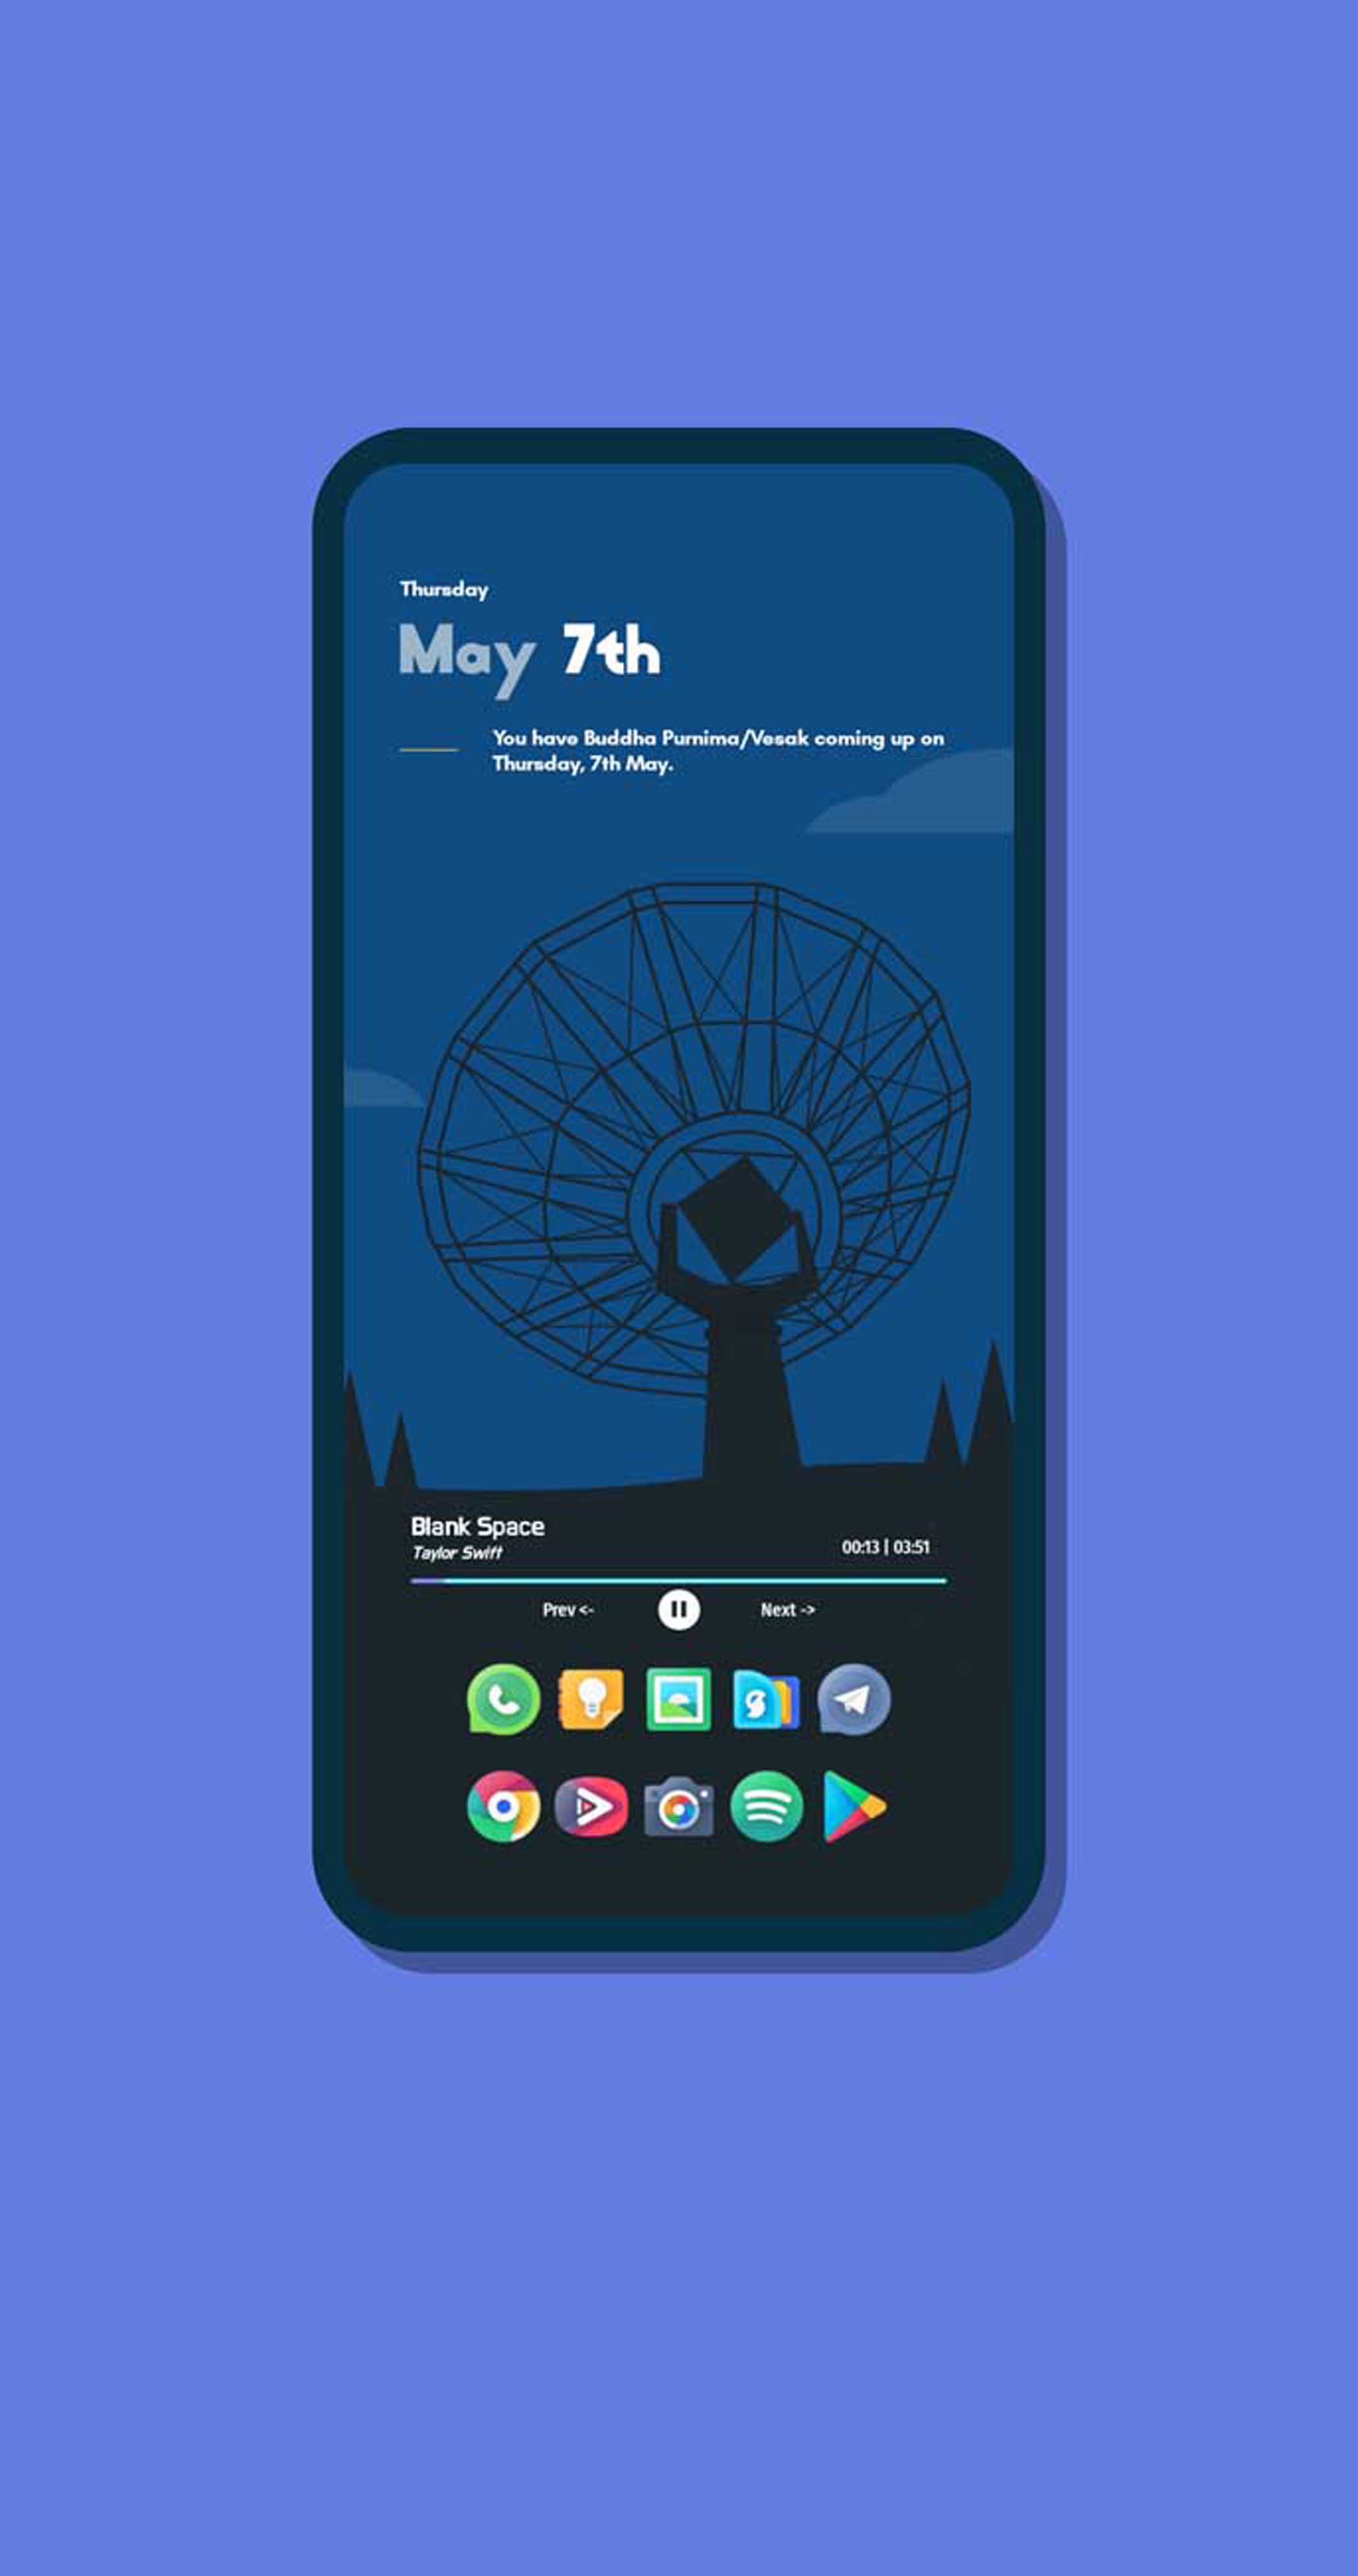 Thursday
May 7th
You have Buddha Purnima/Vesak coming up on
Thursday, 7th May.
Blank Space
Taylor Swift
00:13 | 03:51
Prev <- Next ->